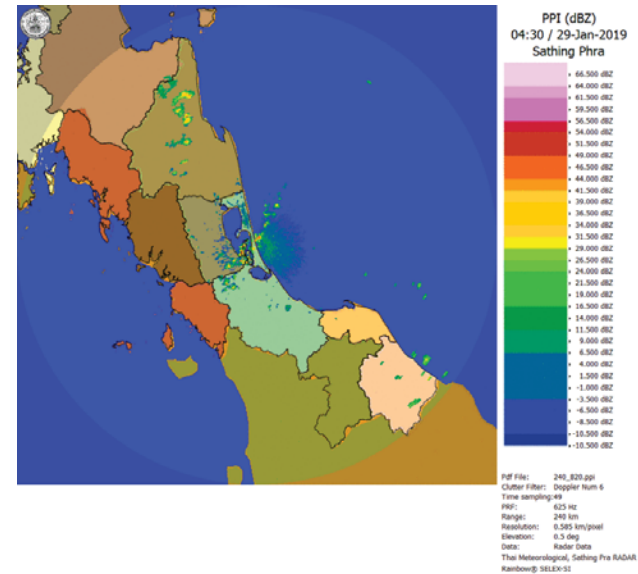 PPI (dBZ)
04:30 / 29-Jan-2019
Sathing Phra
66.500 dBZ
64.000 dBZ
61.500 dBZ
59.500 dBZ
56.500 dBZ
54.000 dBZ
51.500 dBZ
49.000 dBZ
46.500 dBZ
44.000 dBZ
41.500 dBZ
39.000 dBZ
36.500 dBZ
34.000 dBZ
31.500 dBZ
29.000 dBZ
26.500 dBZ
24.000 dBZ
21.500 dBZ
19.000 dBZ
16.500 dBZ
14.000 dBZ
11.500 dBZ
9.000 dBZ
6.500 dBZ
4.000 dBZ
1.500 dBZ
-1.000 dBZ
-3.500 dBZ
-6.500 dBZ
-8.500 dBZ
-10.500 dBZ
-10.500 dBZ
Pdf File: 240_820.ppi
Clutter Filter: Doppler Num 6
Time sampling:49
PRF: 625 Hz
Range: 240 km
Resolution: 0.585 km/pixel
Elevation: 0.5 deg
Data: Radar Data
Thai Meteorological, Sathing Pra RADAR
Rainbow® SELEX-SI